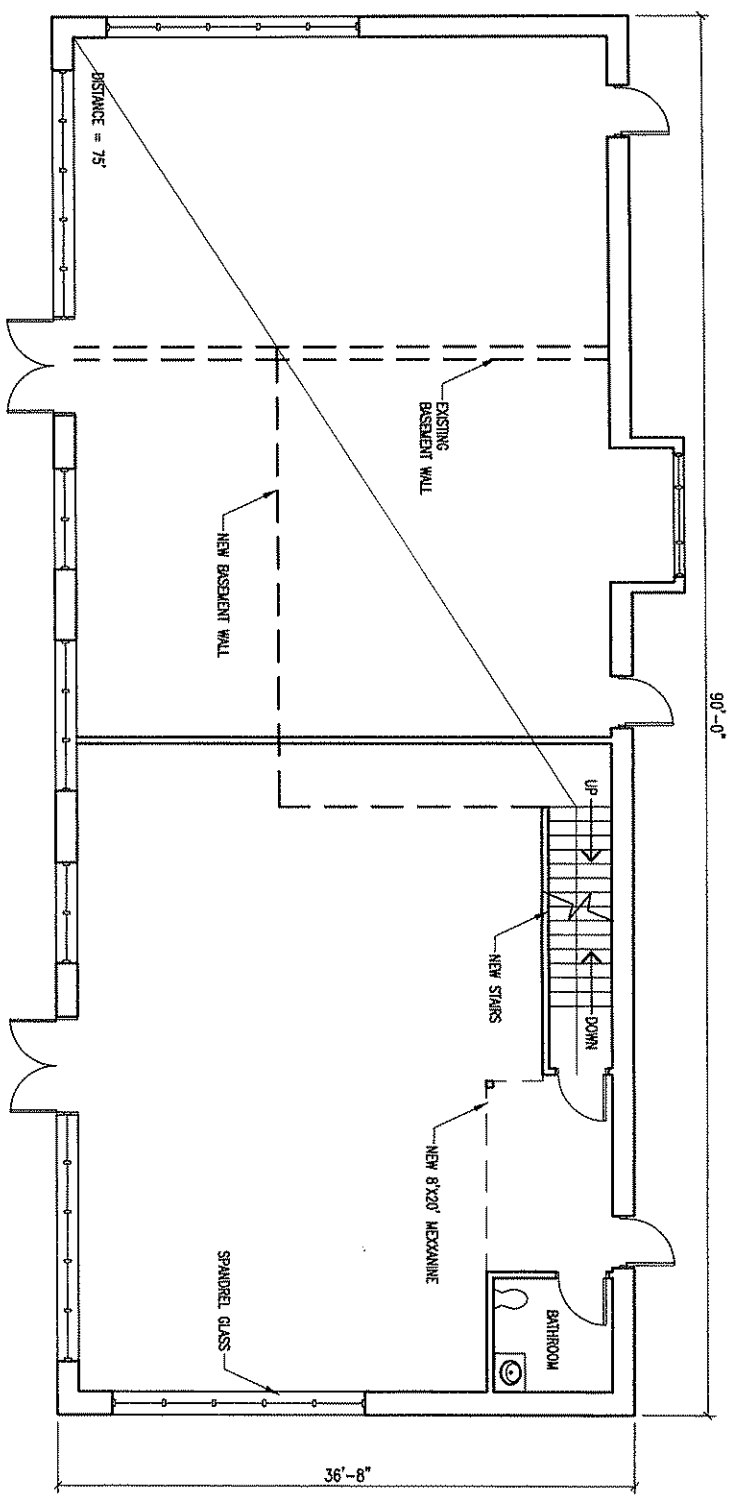 90'-0"
DISTANCE = 75'
EXISTING
BASEMENT WALL
NEW BASEMENT WALL
UP
DOWN
NEW STAIRS
NEW 8'X20' MEXXANINE
BATHROOM
SPANDREL GLASS
36'-8"